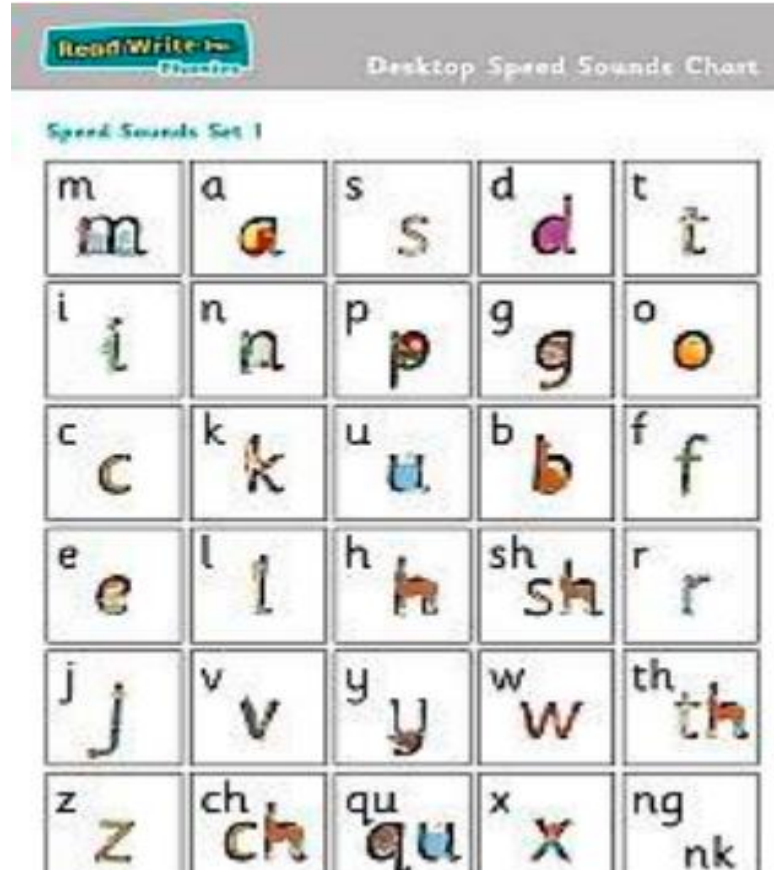 Read Write Inc.
Phonics
Desktop Speed Sounds Chart
Speed Sounds Set 1
m a s d t
m a s d t
i n p g o
i n p g o
c k u b f
c k u b f
e l h sh r
e l h sh r
j v y w th
j v y w th
z ch qu x ng
z ch qu x nk